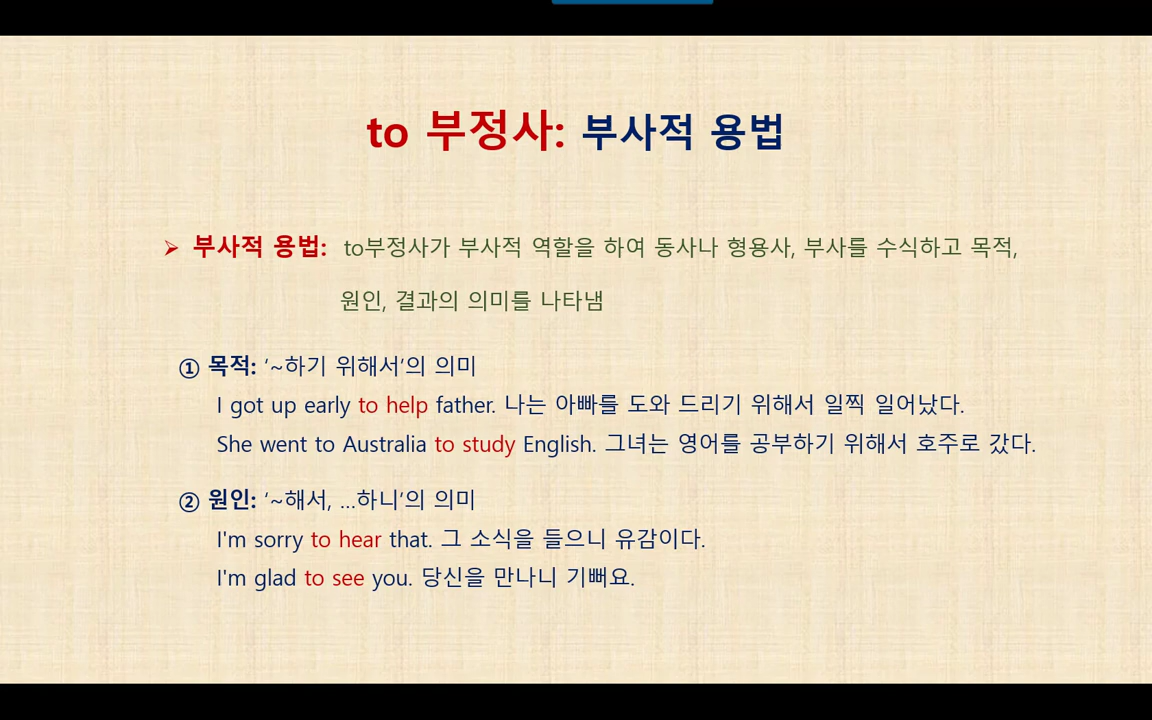 to 부정사: 부사적 용법
➢ 부사적 용법: to부정사가 부사적 역할을 하여 동사나 형용사, 부사를 수식하고 목적,
원인, 결과의 의미를 나타냄
① 목적: ‘~하기 위해서’의 의미
I got up early to help father. 나는 아빠를 도와 드리기 위해서 일찍 일어났다.
She went to Australia to study English. 그녀는 영어를 공부하기 위해서 호주로 갔다.
② 원인: ‘~해서, …하니’의 의미
I'm sorry to hear that. 그 소식을 들으니 유감이다.
I'm glad to see you. 당신을 만나니 기뻐요.